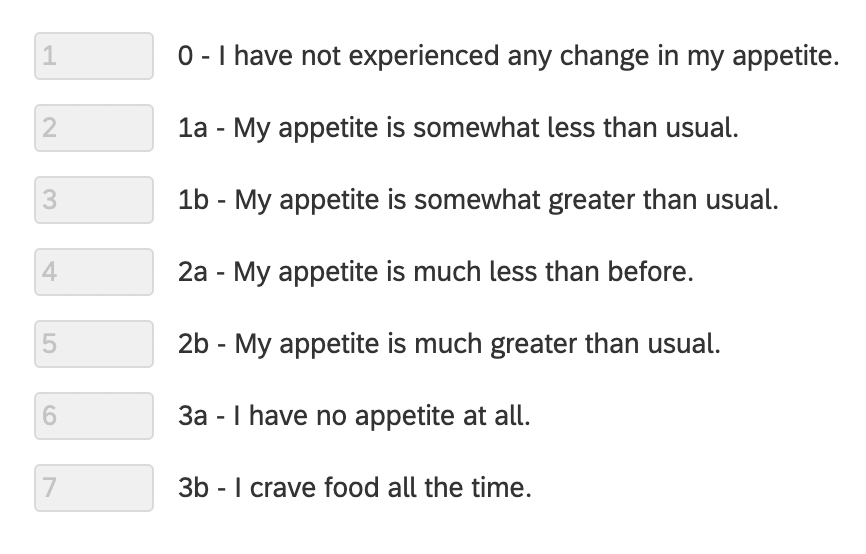 1 0 - I have not experienced any change in my appetite.
2 1a - My appetite is somewhat less than usual.
3 1b - My appetite is somewhat greater than usual.
4 2a - My appetite is much less than before.
5 2b - My appetite is much greater than usual.
6 3a - I have no appetite at all.
7 3b - I crave food all the time.